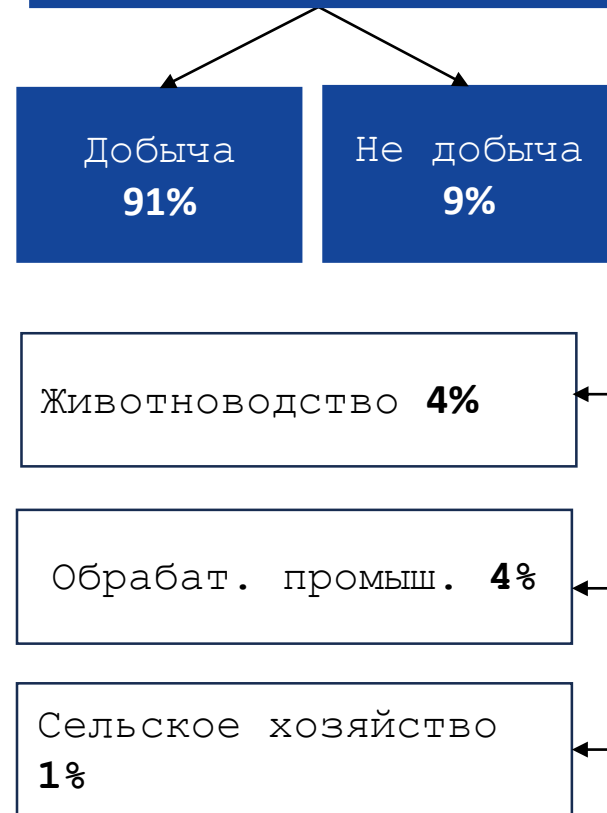 Добыча
91%
Не добыча
9%
Животноводство 4%
Обрабат. промыш. 4%
Сельское хозяйство
1%